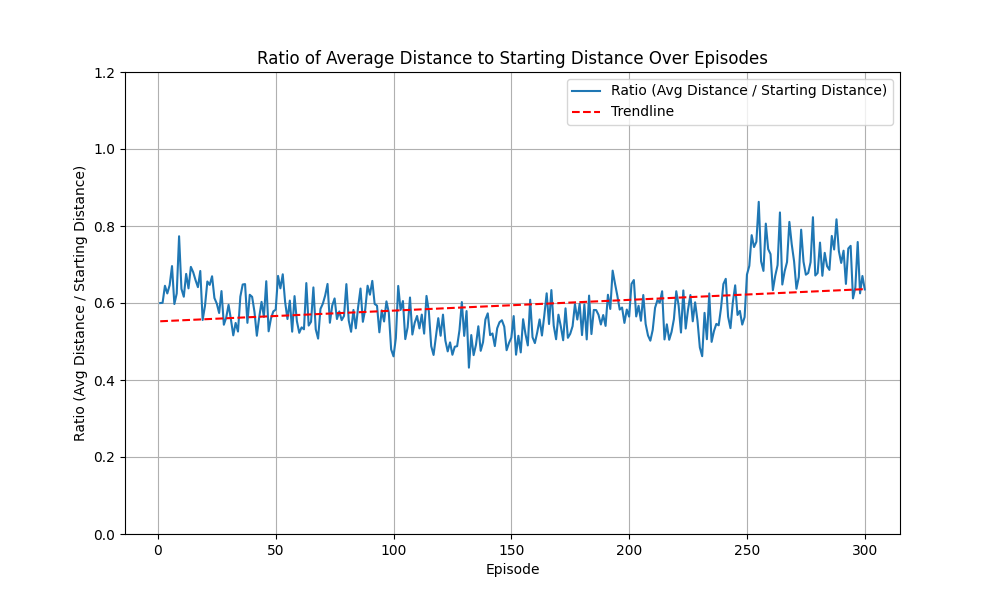 Ratio of Average Distance to Starting Distance Over Episodes
Ratio (Avg Distance / Starting Distance)
Trendline
Ratio (Avg Distance / Starting Distance)
1.2
1.0
0.8
0.6
0.4
0.2
0.0
0 50 100 150 200 250 300
Episode